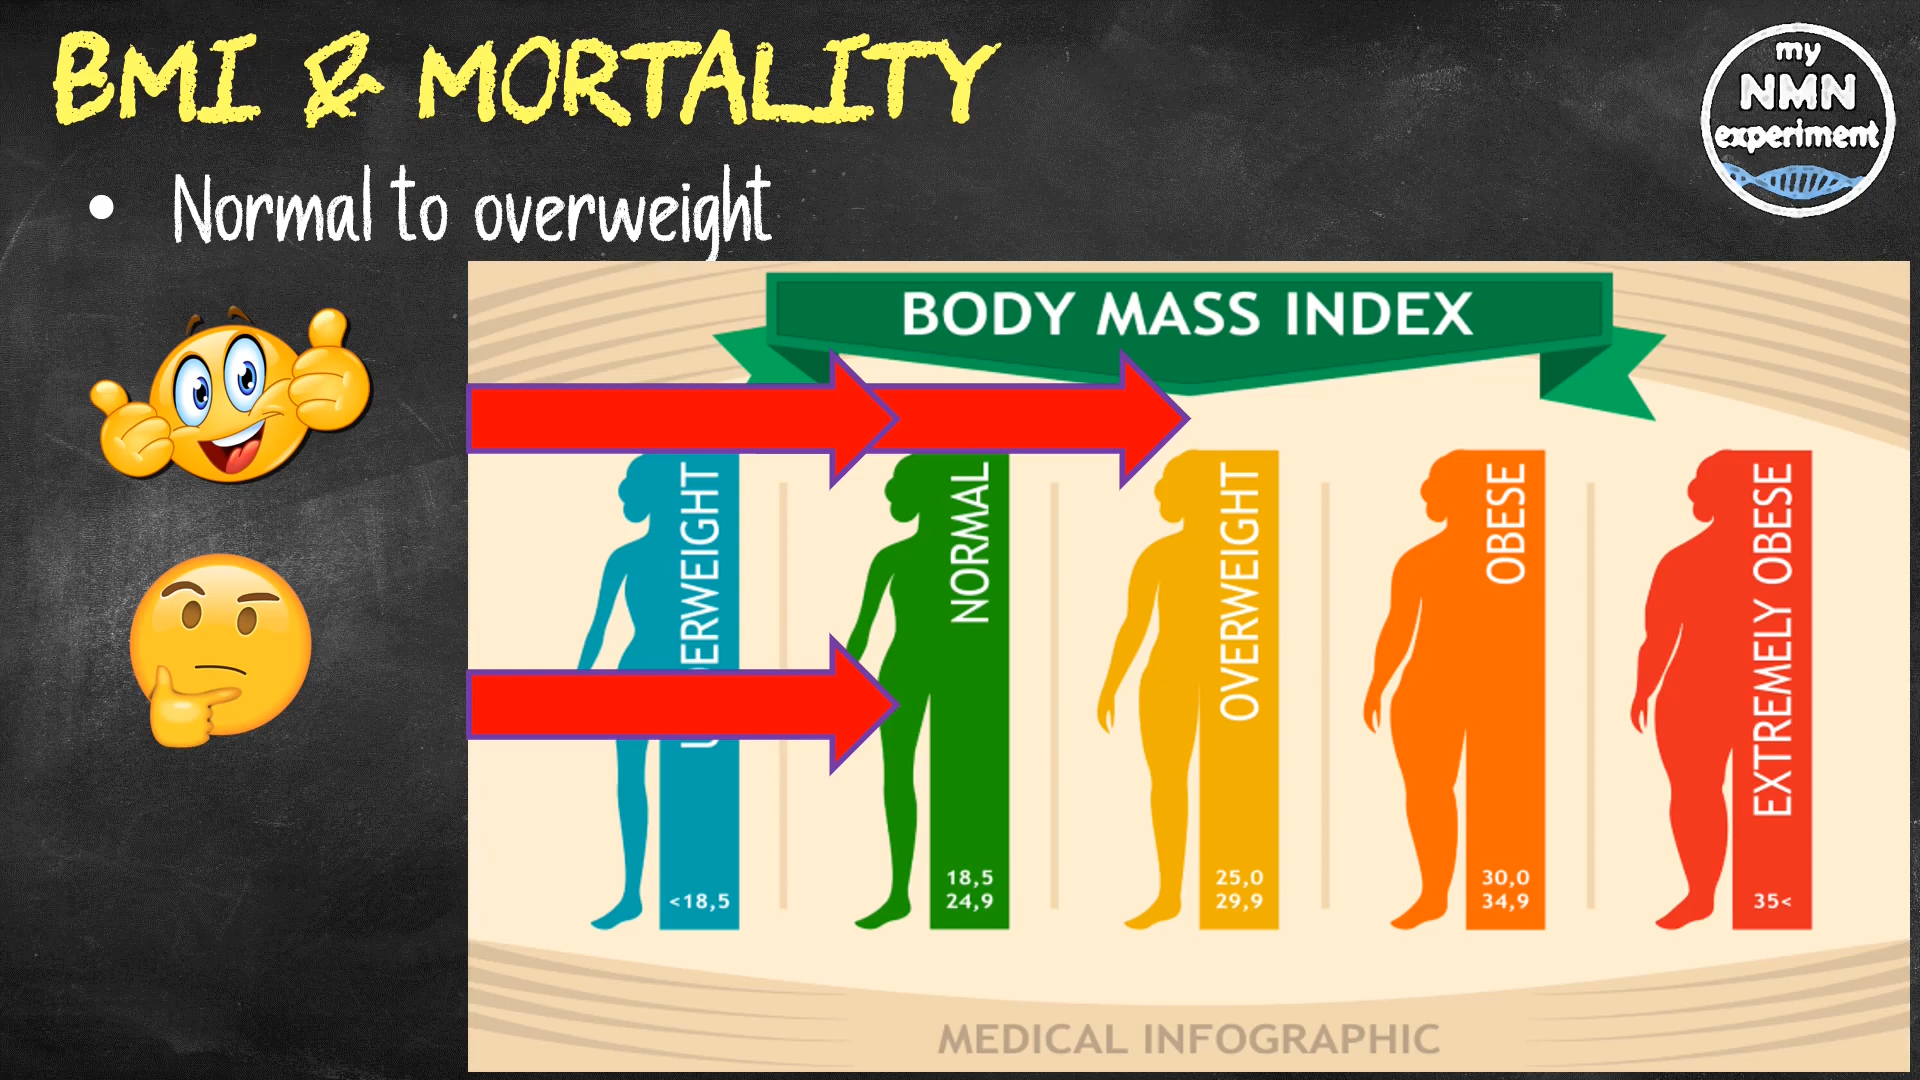 BMI & MORTALITY
my
NMN
experiment
• Normal to overweight
BODY MASS INDEX
UNDERWEIGHT
<18,5
NORMAL
18,5
24,9
OVERWEIGHT
25,0
29,9
OBESE
30,0
34,9
EXTREMELY OBESE
35<
MEDICAL INFOGRAPHIC